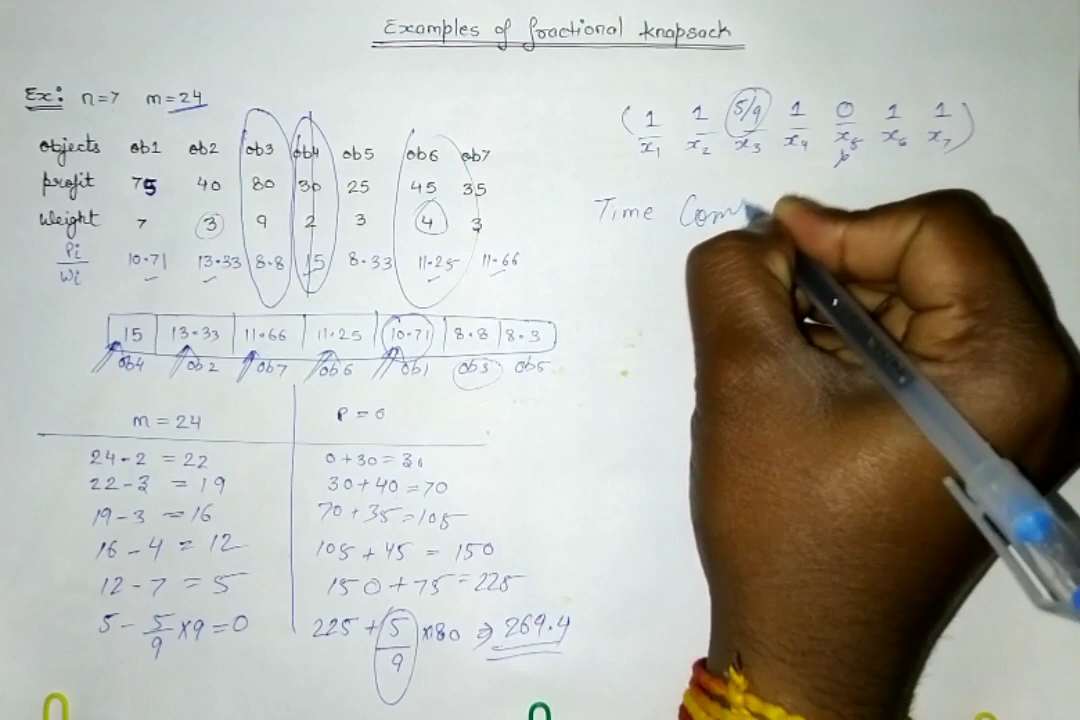 Examples of fractional knapsack
Ex: n=7 m=24
objects ob1 ob2 ob3 ob4 ob5 ob6 ob7
profit 75 40 80 30 25 45 35
Weight 7 3 9 2 3 4 3
Pi/Wi 10.71 13.33 8.8 15 8.33 11.25 11.66
15 13.33 11.66 11.25 10.71 8.8 8.3
ob4 ob2 ob7 ob6 ob1 ob3 ob5
m = 24 P = 0
24-2 = 22 0+30=30
22-3 = 19 30+40=70
19-3 = 16 70+35=105
16-4 = 12 105+45 = 150
12-7 = 5 150+75=225
5-5/9×9=0 225+5/9×80 ⇒ 269.4
(1/x1 1/x2 5/9/x3 1/x4 0/x5 1/x6 1/x7)
Time Com